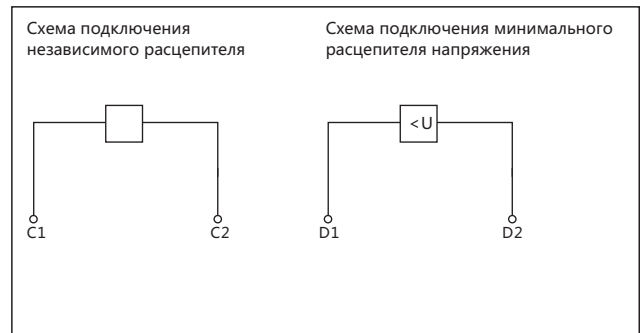 Схема подключения
независимого расцепителя
Схема подключения минимального
расцепителя напряжения
<U
C1
C2
D1
D2